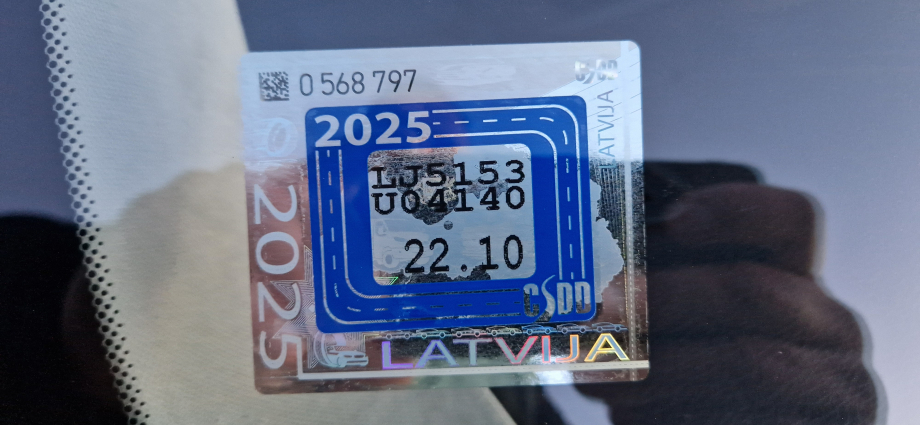 0 568 797
CSDD
LATVIJA
2025
LJ5153
U04140
22.10
2025
CSDD
LATVIJA